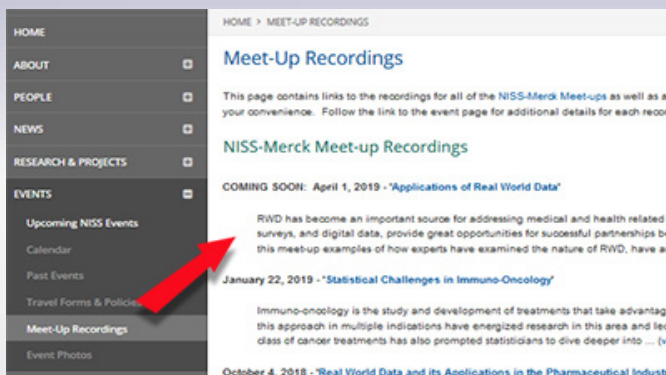 HOME
ABOUT
PEOPLE
NEWS
RESEARCH & PROJECTS
EVENTS
Upcoming NISS Events
Calendar
Past Events
Travel Forms & Policies
Meet-Up Recordings
Event Photos
HOME > MEET-UP RECORDINGS
Meet-Up Recordings
This page contains links to the recordings for all of the NISS-Merck Meet-ups as well as a
your convenience. Follow the link to the event page for additional details for each
NISS-Merck Meet-up Recordings
COMING SOON: April 1, 2019 - "Applications of Real World Data"
RWD has become an important source for addressing medical and health related
surveys, and digital data, provide great opportunities for successful partnerships
this meet-up examples of how experts have examined the nature of RWD, have
January 22, 2019 - "Statistical Challenges in Immuno-Oncology"
Immuno-oncology is the study and development of treatments that take
this approach in multiple indications have energized research in this area and
class of cancer treatments has also prompted statisticians to dive deeper into ...
October 4, 2018 - "Real World Data and its Applications in the Pharmaceutical